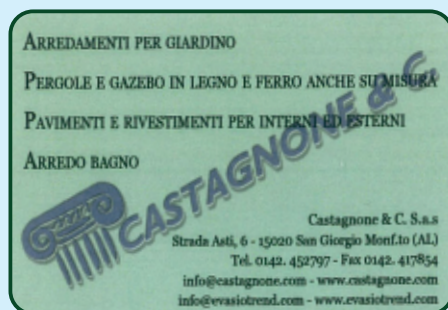 ARREDAMENTI PER GIARDINO
PERGOLE E GAZEBO IN LEGNO E FERRO ANCHE SU MISURA
PAVIMENTI E RIVESTIMENTI PER INTERNI ED ESTERNI
ARREDO BAGNO
CASTAGNONE & C.
Castagnone & C. S.a.s
Strada Asti, 6 - 15020 San Giorgio Monf.to (AL)
Tel. 0142. 452797 - Fax 0142. 417854
info@castagnone.com - www.castagnone.com
info@evasiotrend.com - www.evasiotrend.com